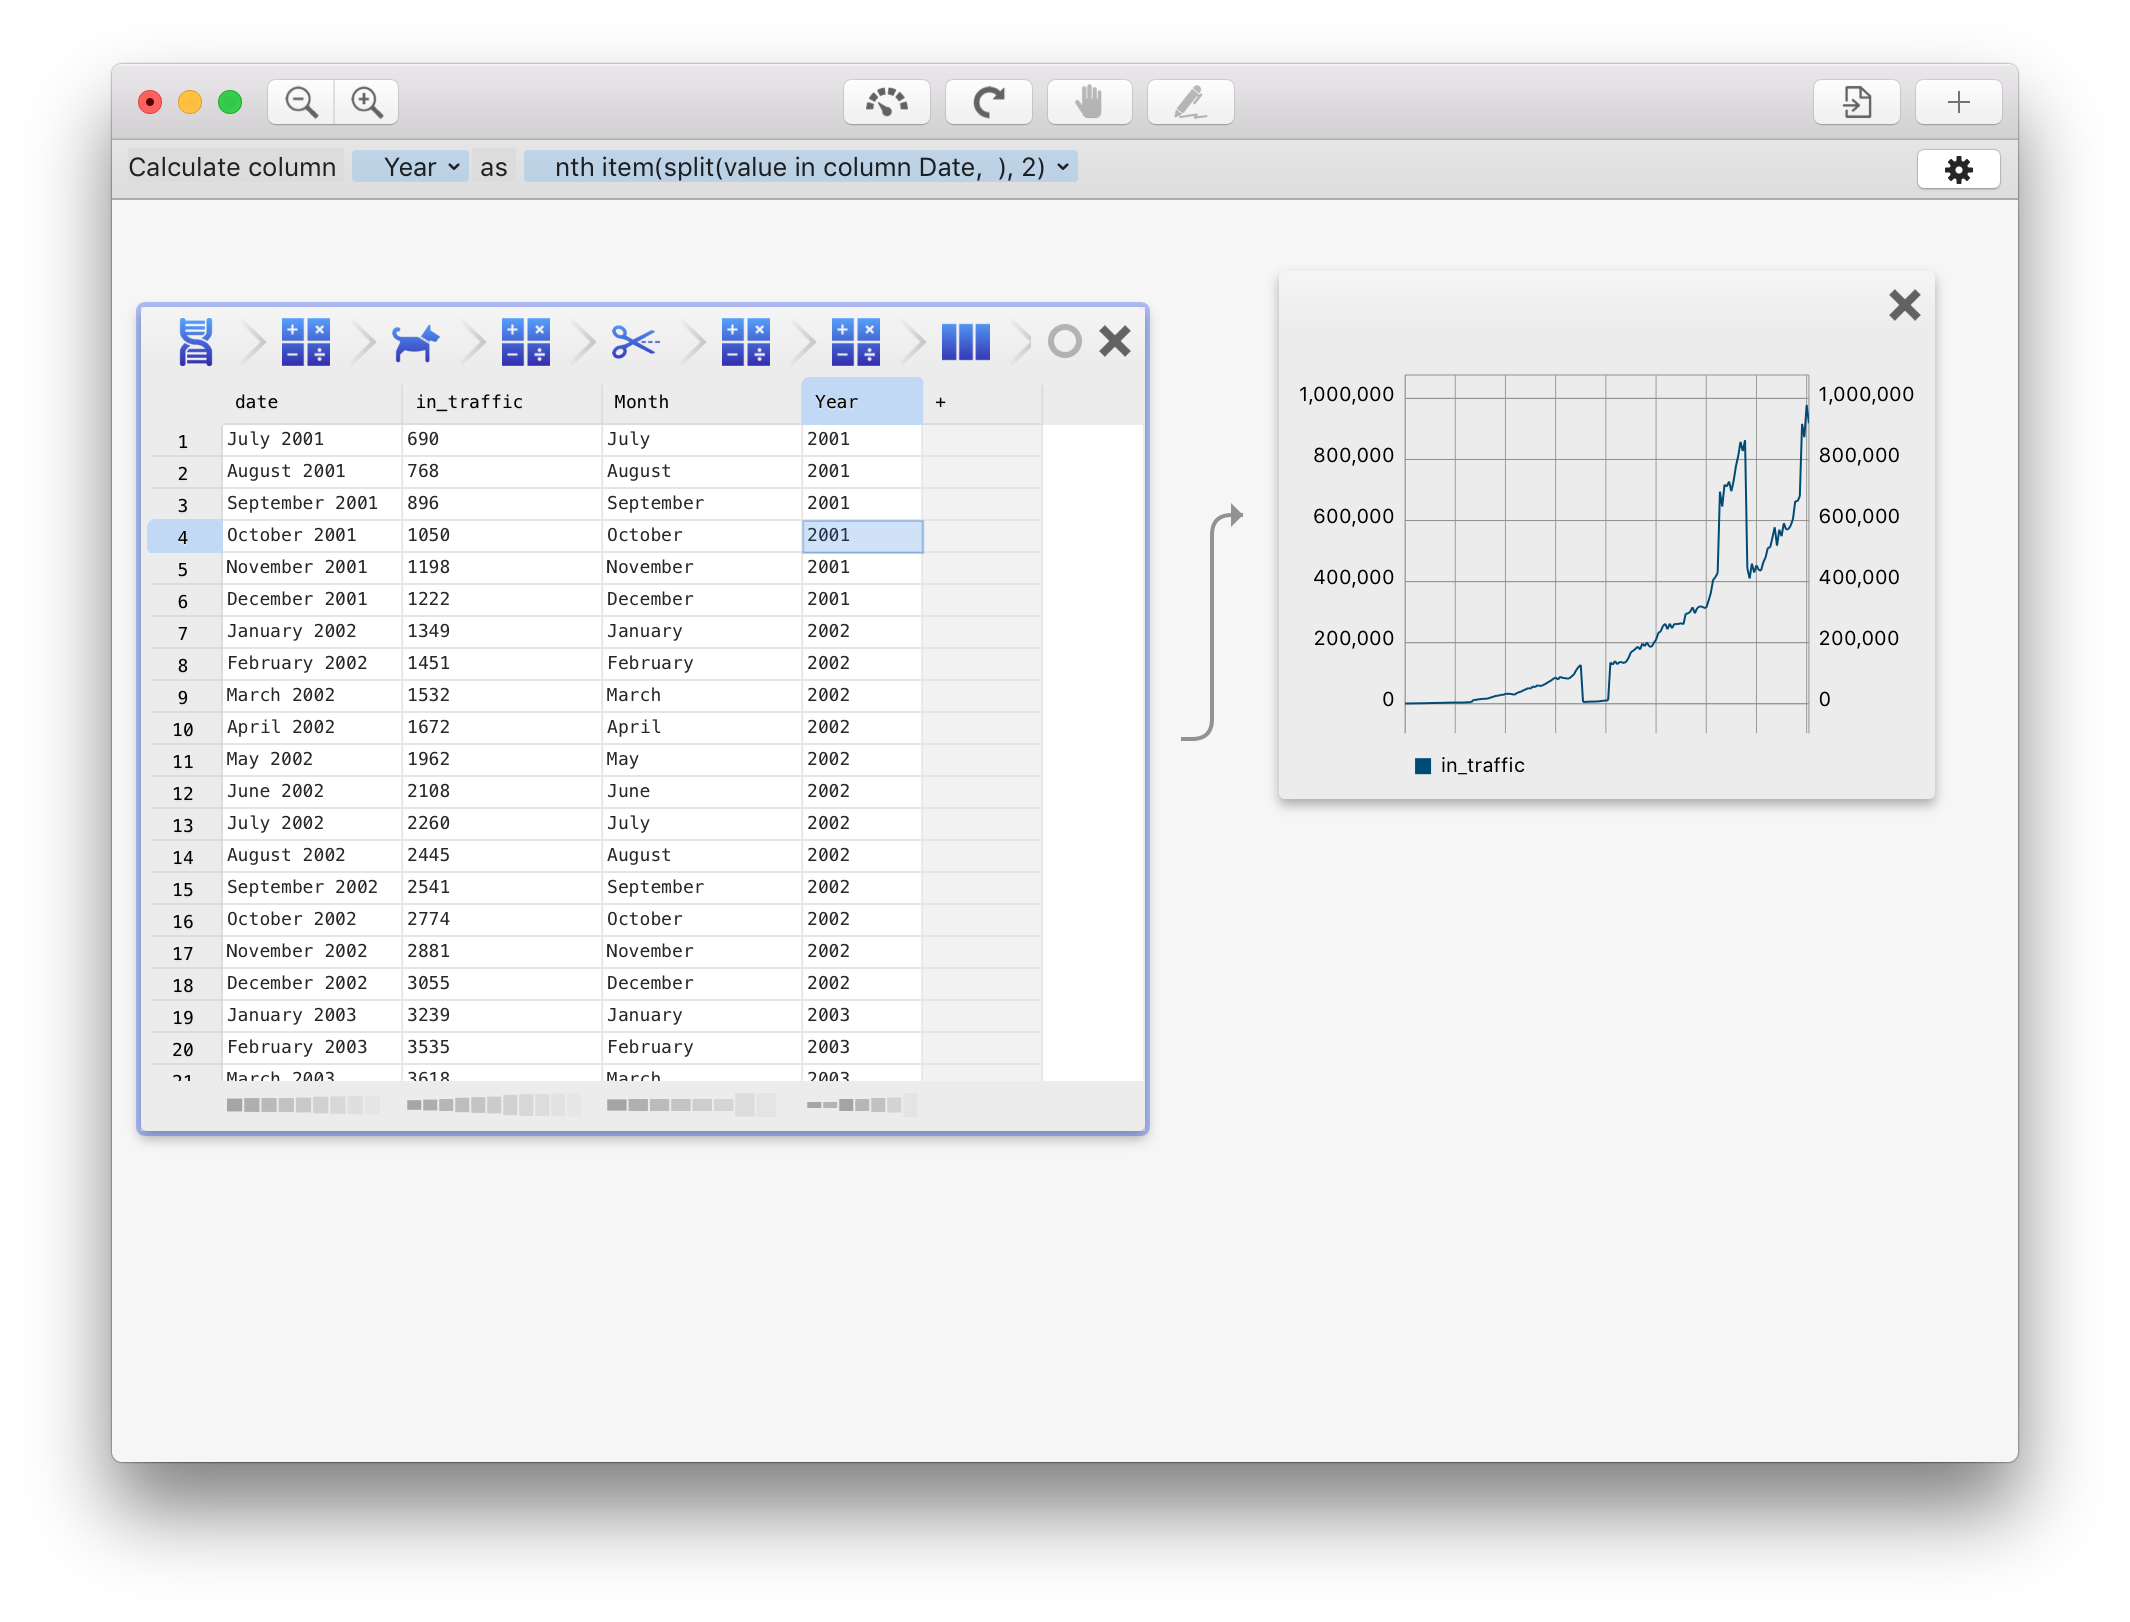 Calculate column Year as nth item(split(value in column Date,  ), 2)
date in_traffic Month Year +
1 July 2001 690 July 2001
2 August 2001 768 August 2001
3 September 2001 896 September 2001
4 October 2001 1050 October 2001
5 November 2001 1198 November 2001
6 December 2001 1222 December 2001
7 January 2002 1349 January 2002
8 February 2002 1451 February 2002
9 March 2002 1532 March 2002
10 April 2002 1672 April 2002
11 May 2002 1962 May 2002
12 June 2002 2108 June 2002
13 July 2002 2260 July 2002
14 August 2002 2445 August 2002
15 September 2002 2541 September 2002
16 October 2002 2774 October 2002
17 November 2002 2881 November 2002
18 December 2002 3055 December 2002
19 January 2003 3239 January 2003
20 February 2003 3535 February 2003
21 March 2003 3618 March 2003
1,000,000 1,000,000
800,000 800,000
600,000 600,000
400,000 400,000
200,000 200,000
0 0
in_traffic